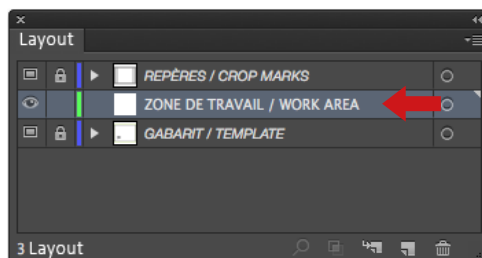 Layout
REPÈRES / CROP MARKS
ZONE DE TRAVAIL / WORK AREA
GABARIT / TEMPLATE
3 Layout